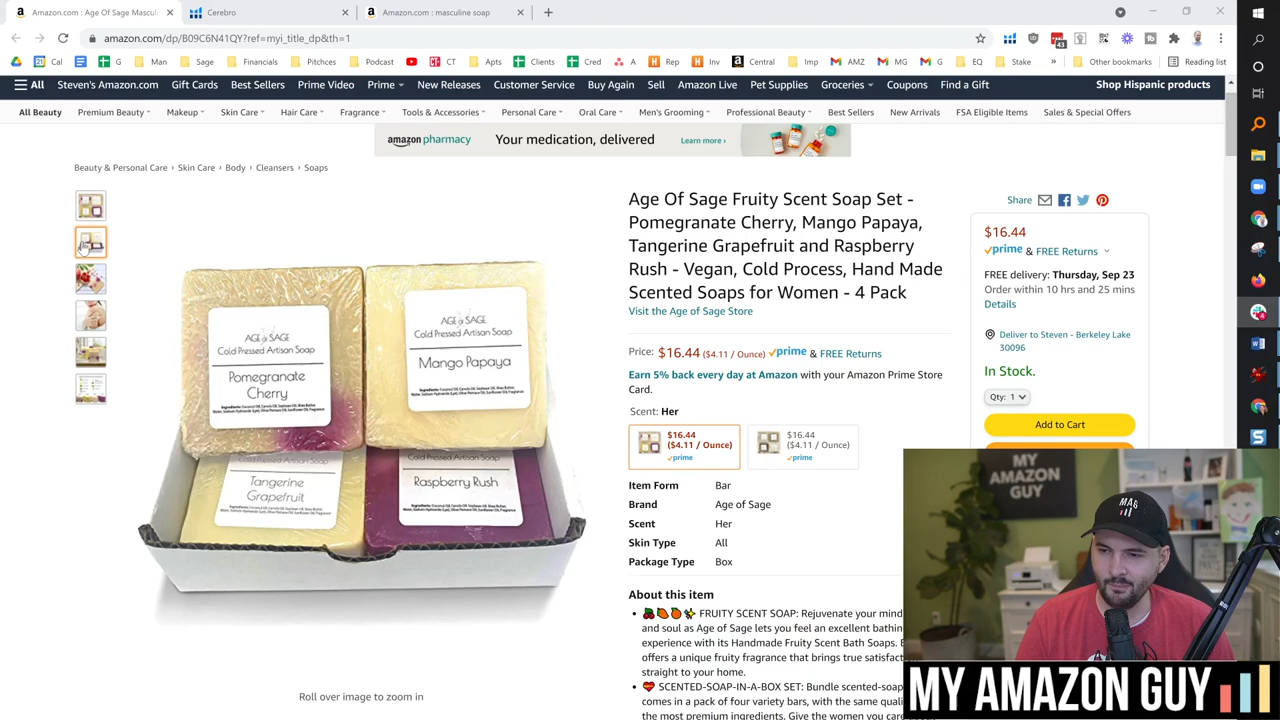 Amazon.com: Age Of Sage Mascul
Cerebro
Amazon.com : masculine soap
amazon.com/dp/B09C6N41QY?ref=myi_title_dp&th=1
43
Cal
G
Man
Sage
Financials
Pitchces
Podcast
CT
Apts
Clients
Cred
A
Rep
Inv
Central
Imp
AMZ
MG
G
EQ
Stake
Other bookmarks
Reading list
All
Steven's Amazon.com
Gift Cards
Best Sellers
Prime Video
Prime
New Releases
Customer Service
Buy Again
Sell
Amazon Live
Pet Supplies
Groceries
Coupons
Find a Gift
Shop Hispanic products
All Beauty
Premium Beauty
Makeup
Skin Care
Hair Care
Fragrance
Tools & Accessories
Personal Care
Oral Care
Men's Grooming
Professional Beauty
Best Sellers
New Arrivals
FSA Eligible Items
Sales & Special Offers
amazon pharmacy
Your medication, delivered
Learn more ›
Beauty & Personal Care › Skin Care › Body › Cleansers › Soaps
AGE of SAGE
Cold Pressed Artisan Soap
Pomegranate
Cherry
AGE of SAGE
Cold Pressed Artisan Soap
Mango Papaya
Cold Pressed Artisan Soap
Tangerine
Grapefruit
Cold Pressed Artisan Soap
Raspberry Rush
Roll over image to zoom in
Age Of Sage Fruity Scent Soap Set -
Pomegranate Cherry, Mango Papaya,
Tangerine Grapefruit and Raspberry
Rush - Vegan, Cold Process, Hand Made
Scented Soaps for Women - 4 Pack
Visit the Age of Sage Store
Price: $16.44 ($4.11 / Ounce) prime & FREE Returns
Earn 5% back every day at Amazon with your Amazon Prime Store
Card.
Scent: Her
$16.44
($4.11 / Ounce)
prime
$16.44
($4.11 / Ounce)
prime
Item Form Bar
Brand Age of Sage
Scent Her
Skin Type All
Package Type Box
About this item
• FRUITY SCENT SOAP: Rejuvenate your mind
and soul as Age of Sage lets you feel an excellent bathin
experience with its Handmade Fruity Scent Bath Soaps.
offers a unique fruity fragrance that brings true satisfact
straight to your home.
• SCENTED-SOAP-IN-A-BOX SET: Bundle scented-soap
comes in a pack of four variety bars, with the same qual
the most premium ingredients. Give the women you care
Share
$16.44
prime & FREE Returns
FREE delivery: Thursday, Sep 23
Order within 10 hrs and 25 mins
Details
Deliver to Steven - Berkeley Lake
30096
In Stock.
Qty: 1
Add to Cart
MY
AMAZON
GUY
MAG
MY AMAZON GUY